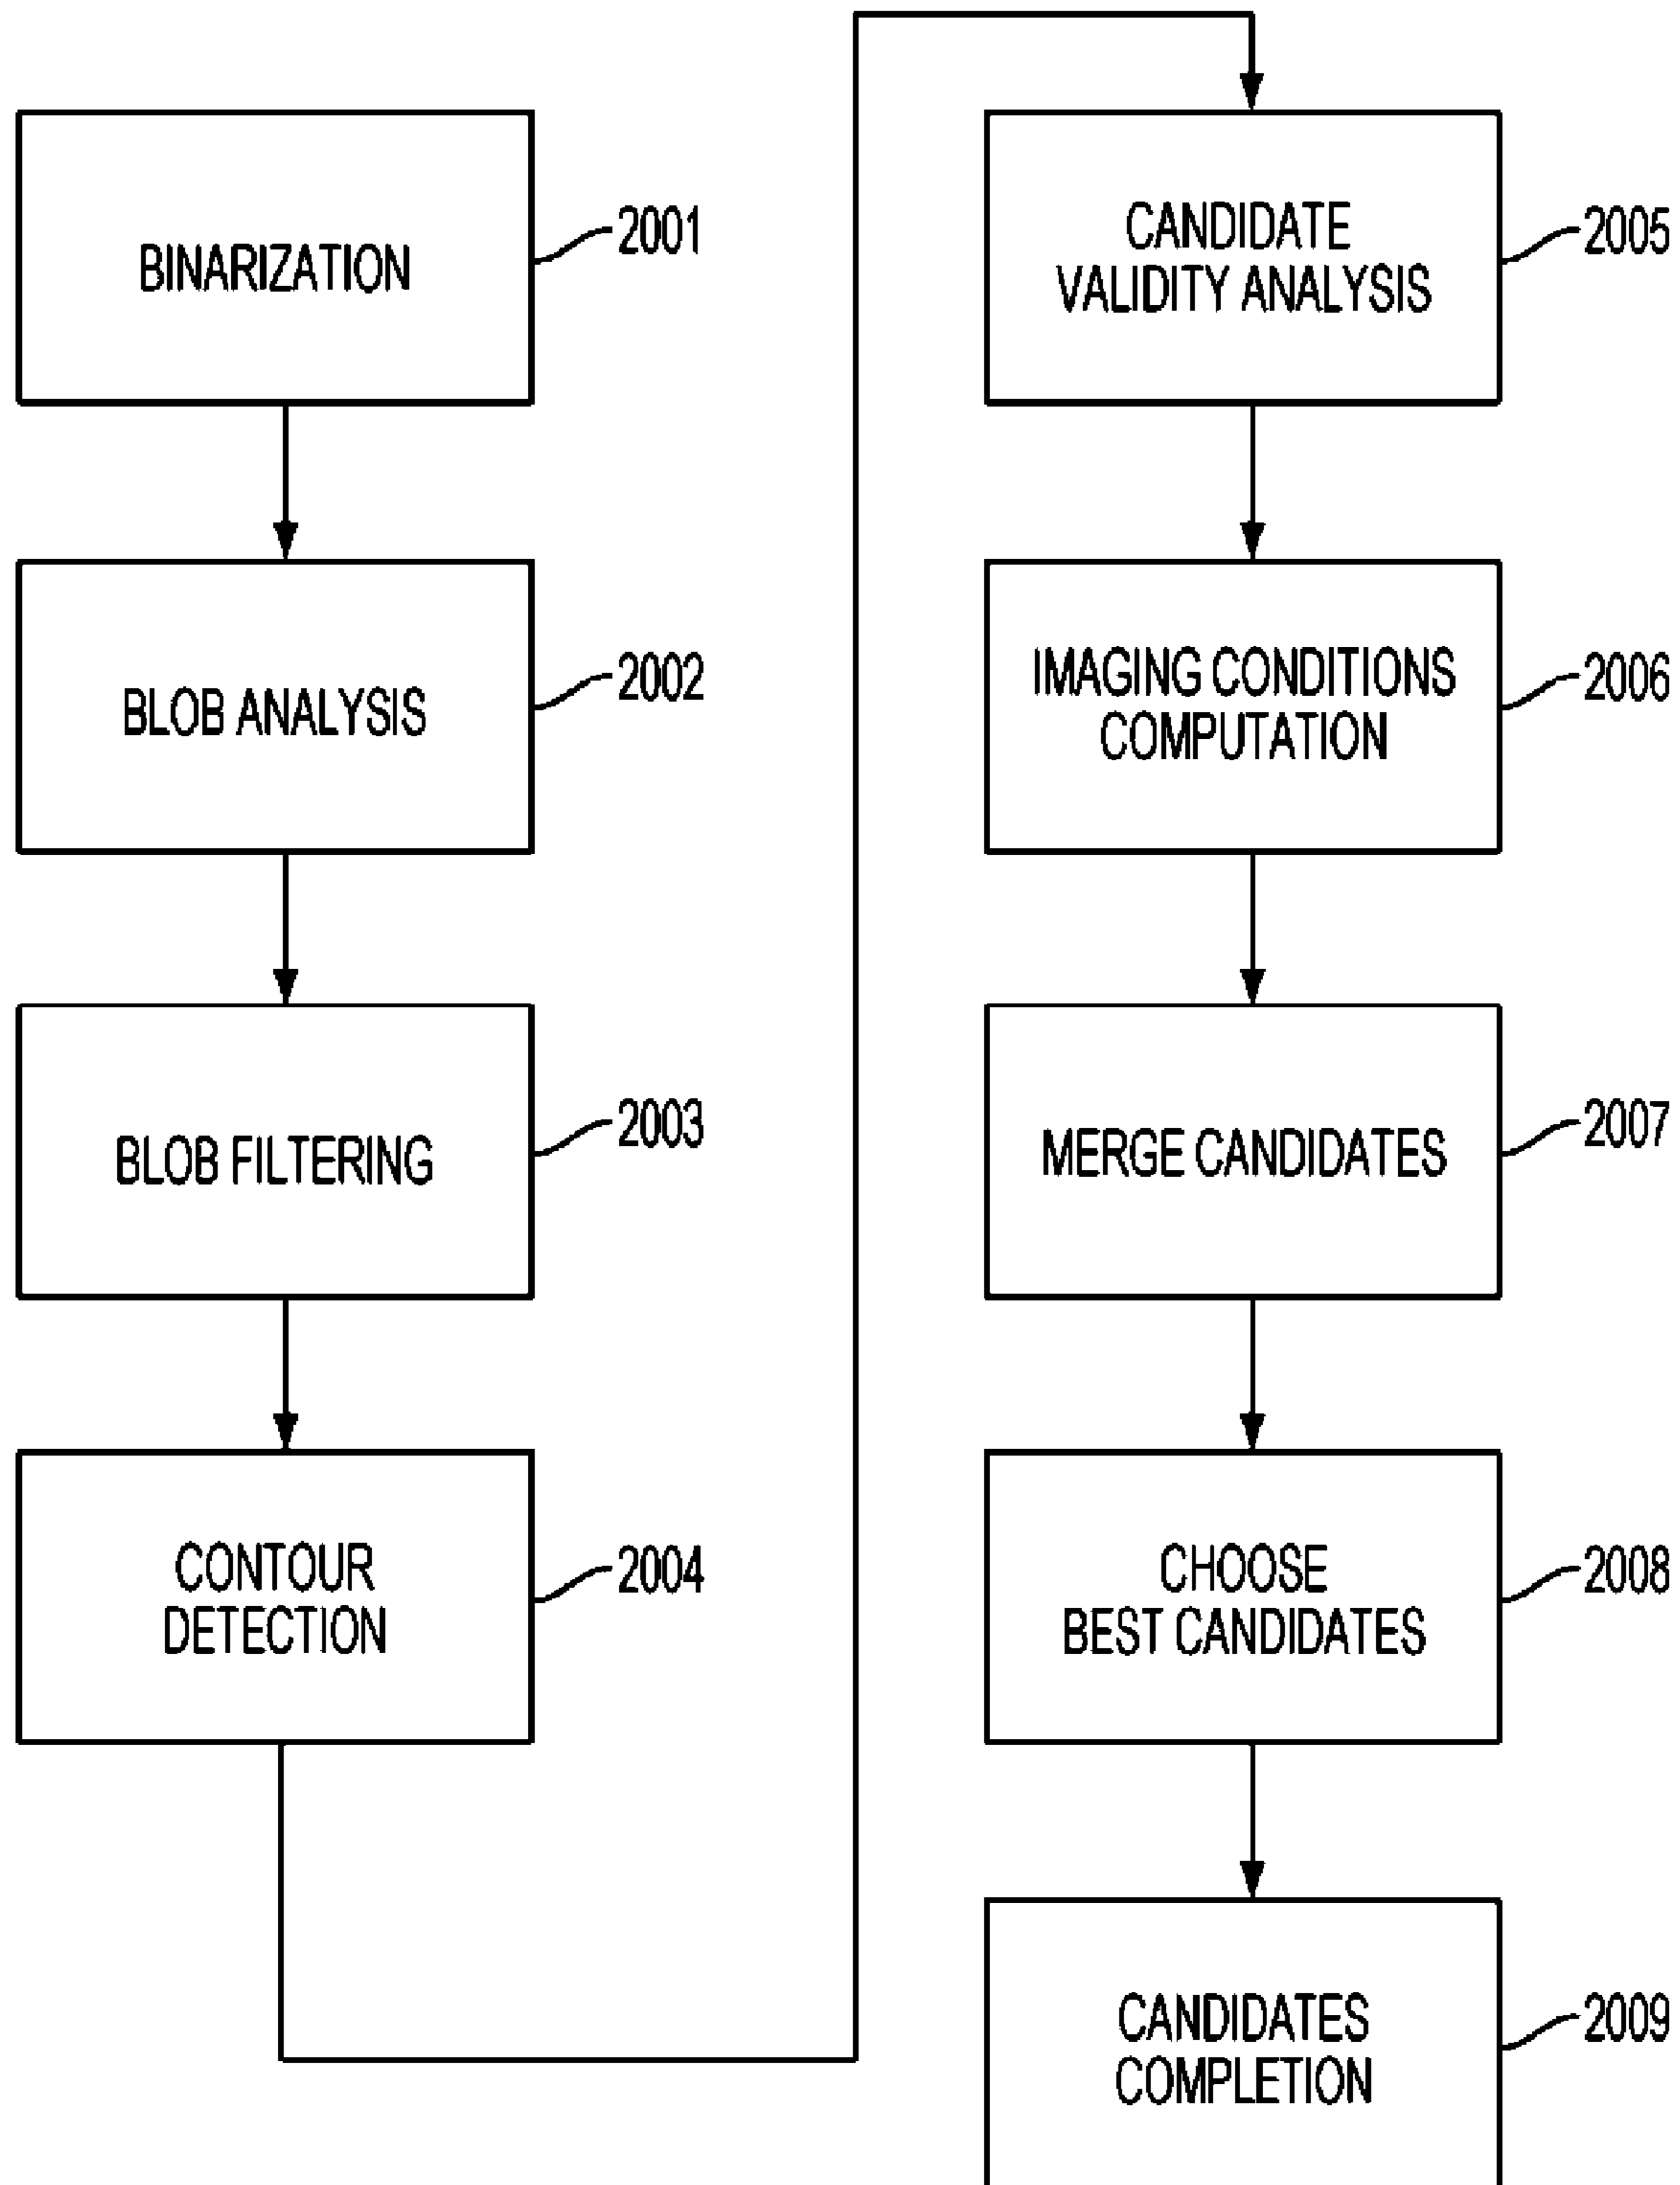 BINARIZATION
2001
BLOB ANALYSIS
2002
BLOB FILTERING
2003
CONTOUR
DETECTION
2004
CANDIDATE
VALIDITY ANALYSIS
2005
IMAGING CONDITIONS
COMPUTATION
2006
MERGE CANDIDATES
2007
CHOOSE
BEST CANDIDATES
2008
CANDIDATES
COMPLETION
2009